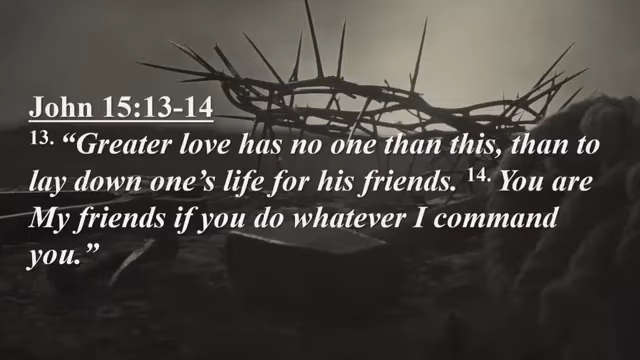 John 15:13-14
13. “Greater love has no one than this, than to
lay down one’s life for his friends. 14. You are
My friends if you do whatever I command
you.”